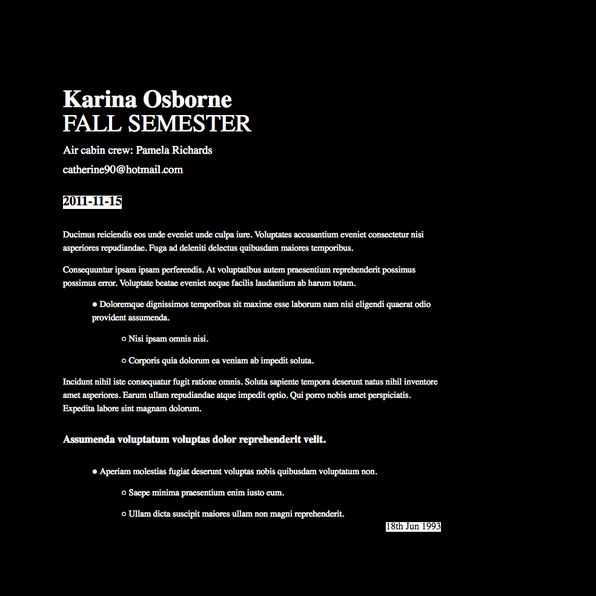 Karina Osborne
FALL SEMESTER
Air cabin crew: Pamela Richards
catherine90@hotmail.com
2011-11-15
Ducimus reiciendis eos unde eveniet unde culpa iure. Voluptates accusantium eveniet consectetur nisi
asperiores repudiandae. Fuga ad deleniti delectus quibusdam maiores temporibus.
Consequuntur ipsam ipsam perferendis. At voluptatibus autem praesentium reprehenderit possimus
possimus error. Voluptate beatae eveniet neque facilis laudantium ab harum totam.
● Doloremque dignissimos temporibus sit maxime esse laborum nam nisi eligendi quaerat odio
provident assumenda.
○ Nisi ipsam omnis nisi.
○ Corporis quia dolorum ea veniam ab impedit soluta.
Incidunt nihil iste consequatur fugit ratione omnis. Soluta sapiente tempora deserunt natus nihil inventore
amet asperiores. Earum ullam repudiandae atque impedit optio. Qui porro nobis amet perspiciatis.
Expedita labore sint magnam dolorum.
Assumenda voluptatum voluptas dolor reprehenderit velit.
● Aperiam molestias fugiat deserunt voluptas nobis quibusdam voluptatum non.
○ Saepe minima praesentium enim iusto eum.
○ Ullam dicta suscipit maiores ullam non magni reprehenderit.
18th Jun 1993